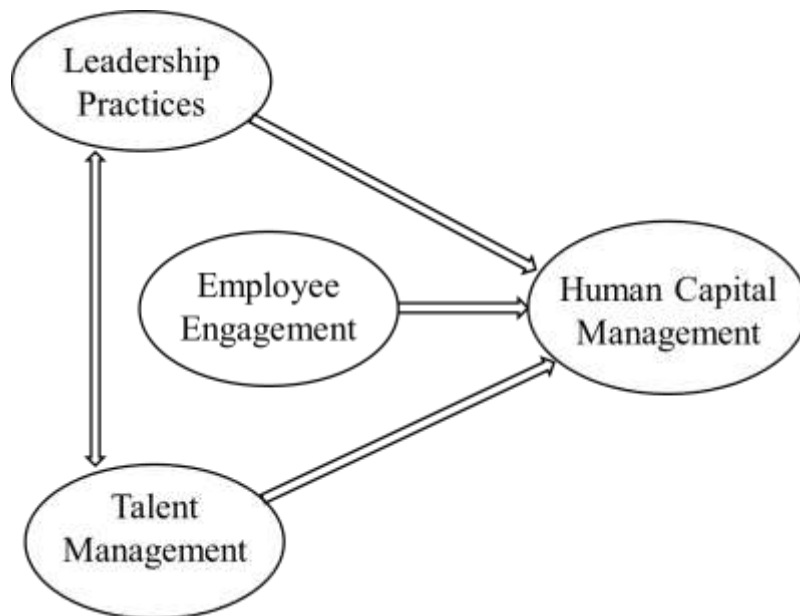 Leadership
Practices
Employee
Engagement
Human Capital
Management
Talent
Management